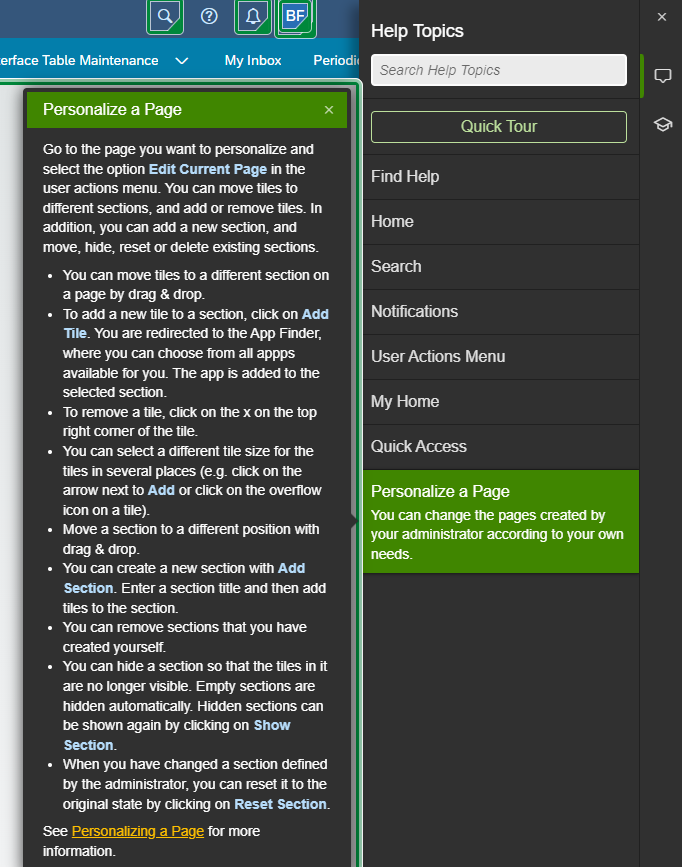 BF
erface Table Maintenance
My Inbox
Periodi
Personalize a Page
Go to the page you want to personalize and
select the option Edit Current Page in the
user actions menu. You can move tiles to
different sections, and add or remove tiles. In
addition, you can add a new section, and
move, hide, reset or delete existing sections.
• You can move tiles to a different section on
a page by drag & drop.
• To add a new tile to a section, click on Add
Tile. You are redirected to the App Finder,
where you can choose from all appps
available for you. The app is added to the
selected section.
• To remove a tile, click on the x on the top
right corner of the tile.
• You can select a different tile size for the
tiles in several places (e.g. click on the
arrow next to Add or click on the overflow
icon on a tile).
• Move a section to a different position with
drag & drop.
• You can create a new section with Add
Section. Enter a section title and then add
tiles to the section.
• You can remove sections that you have
created yourself.
• You can hide a section so that the tiles in it
are no longer visible. Empty sections are
hidden automatically. Hidden sections can
be shown again by clicking on Show
Section.
• When you have changed a section defined
by the administrator, you can reset it to the
original state by clicking on Reset Section.
See Personalizing a Page for more
information.
Help Topics
Search Help Topics
Quick Tour
Find Help
Home
Search
Notifications
User Actions Menu
My Home
Quick Access
Personalize a Page
You can change the pages created by
your administrator according to your own
needs.